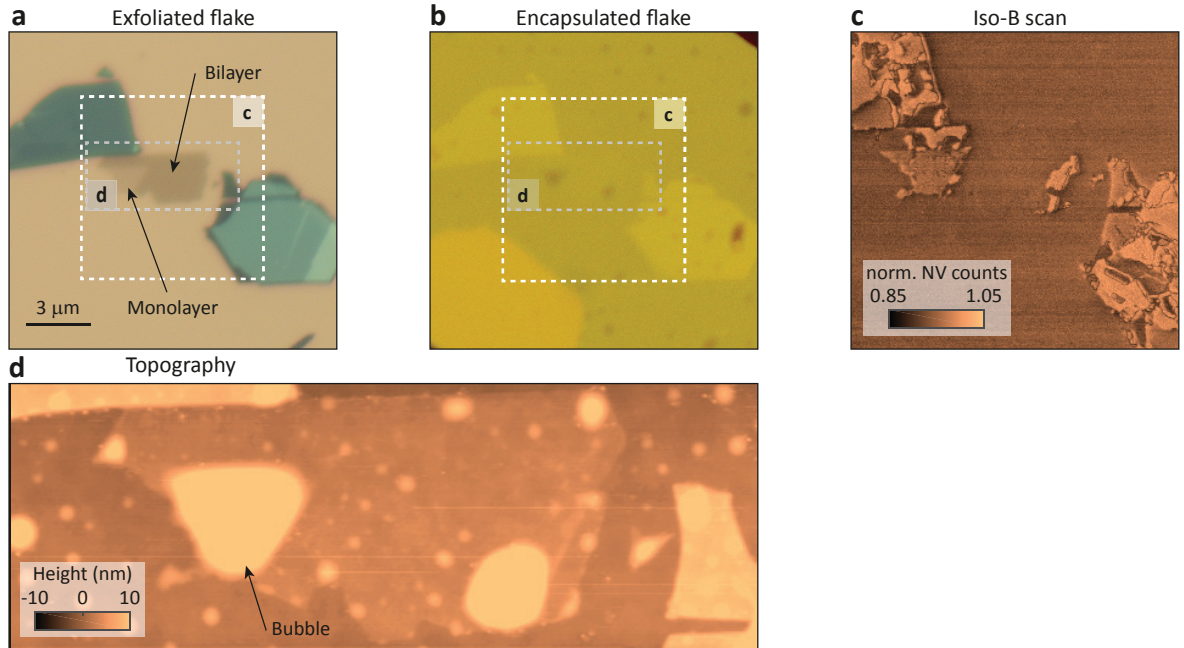 a
Exfoliated flake
Bilayer
c
d
Monolayer
3 μm
b
Encapsulated flake
c
d
c
Iso-B scan
norm. NV counts
0.85 1.05
d
Topography
Height (nm)
-10 0 10
Bubble